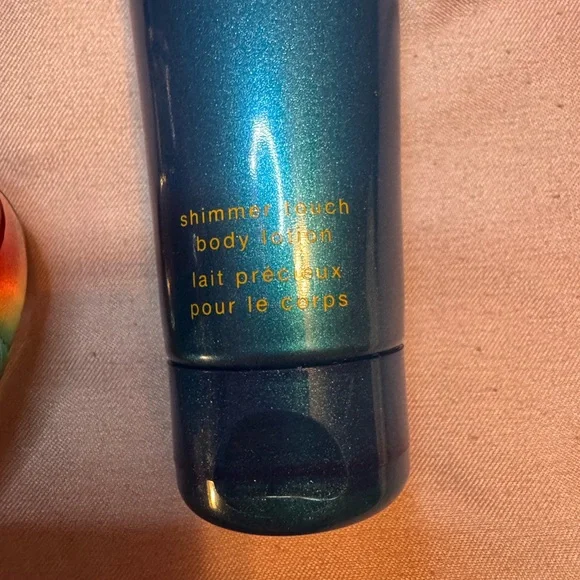 shimmer touch
body lotion
lait précieux
pour le corps